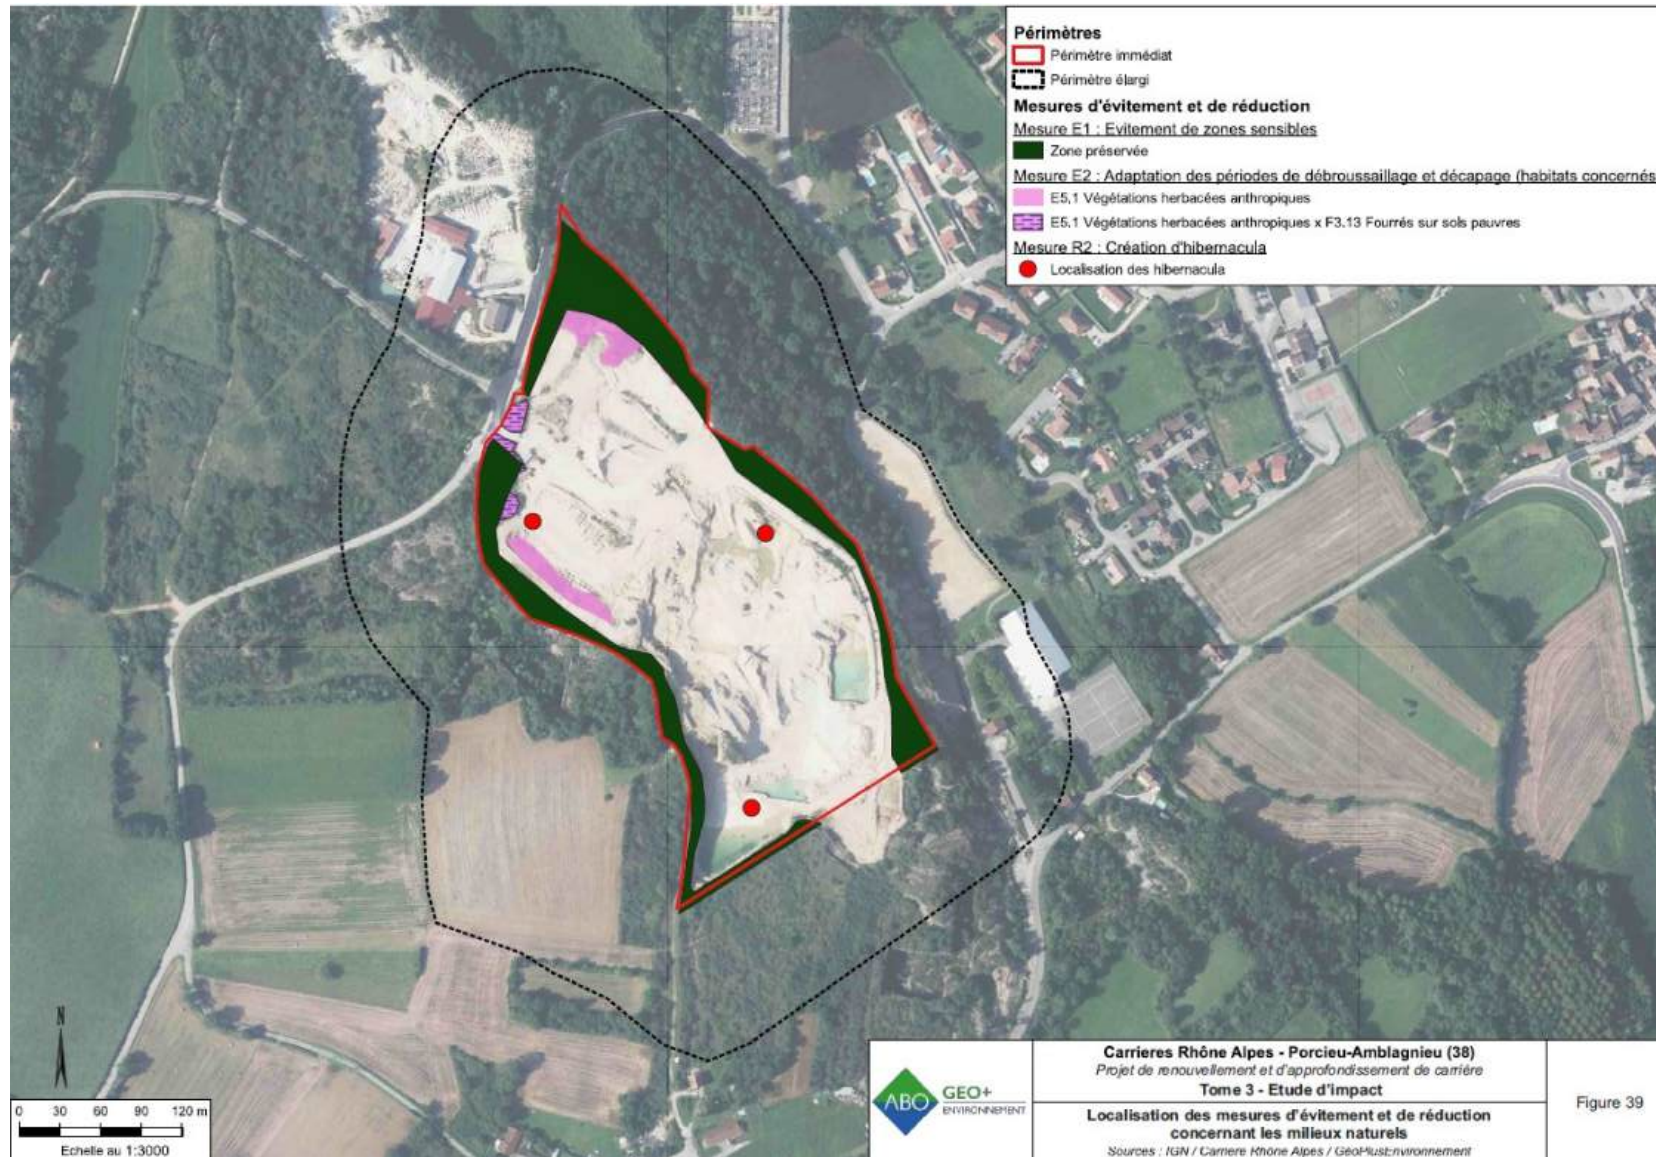 Périmètres
Périmètre immédiat
Périmètre élargi
Mesures d'évitement et de réduction
Mesure E1 : Evitement de zones sensibles
Zone préservée
Mesure E2 : Adaptation des périodes de débroussaillage et décapage (habitats concernés
E5,1 Végétations herbacées anthropiques
E5.1 Végétations herbacées anthropiques x F3.13 Fourrés sur sols pauvres
Mesure R2 : Création d'hibernacula
Localisation des hibernacula
N
0 30 60 90 120 m
Echelle au 1:3000
ABO
GEO+
ENVIRONNEMENT
Carrieres Rhône Alpes - Porcieu-Amblagnieu (38)
Projet de renouvellement et d'approfondissement de carrière
Tome 3 - Etude d'impact
Localisation des mesures d'évitement et de réduction
concernant les milieux naturels
Sources : IGN / Carriere Rhône Alpes / GéoPlusEnvironnement
Figure 39